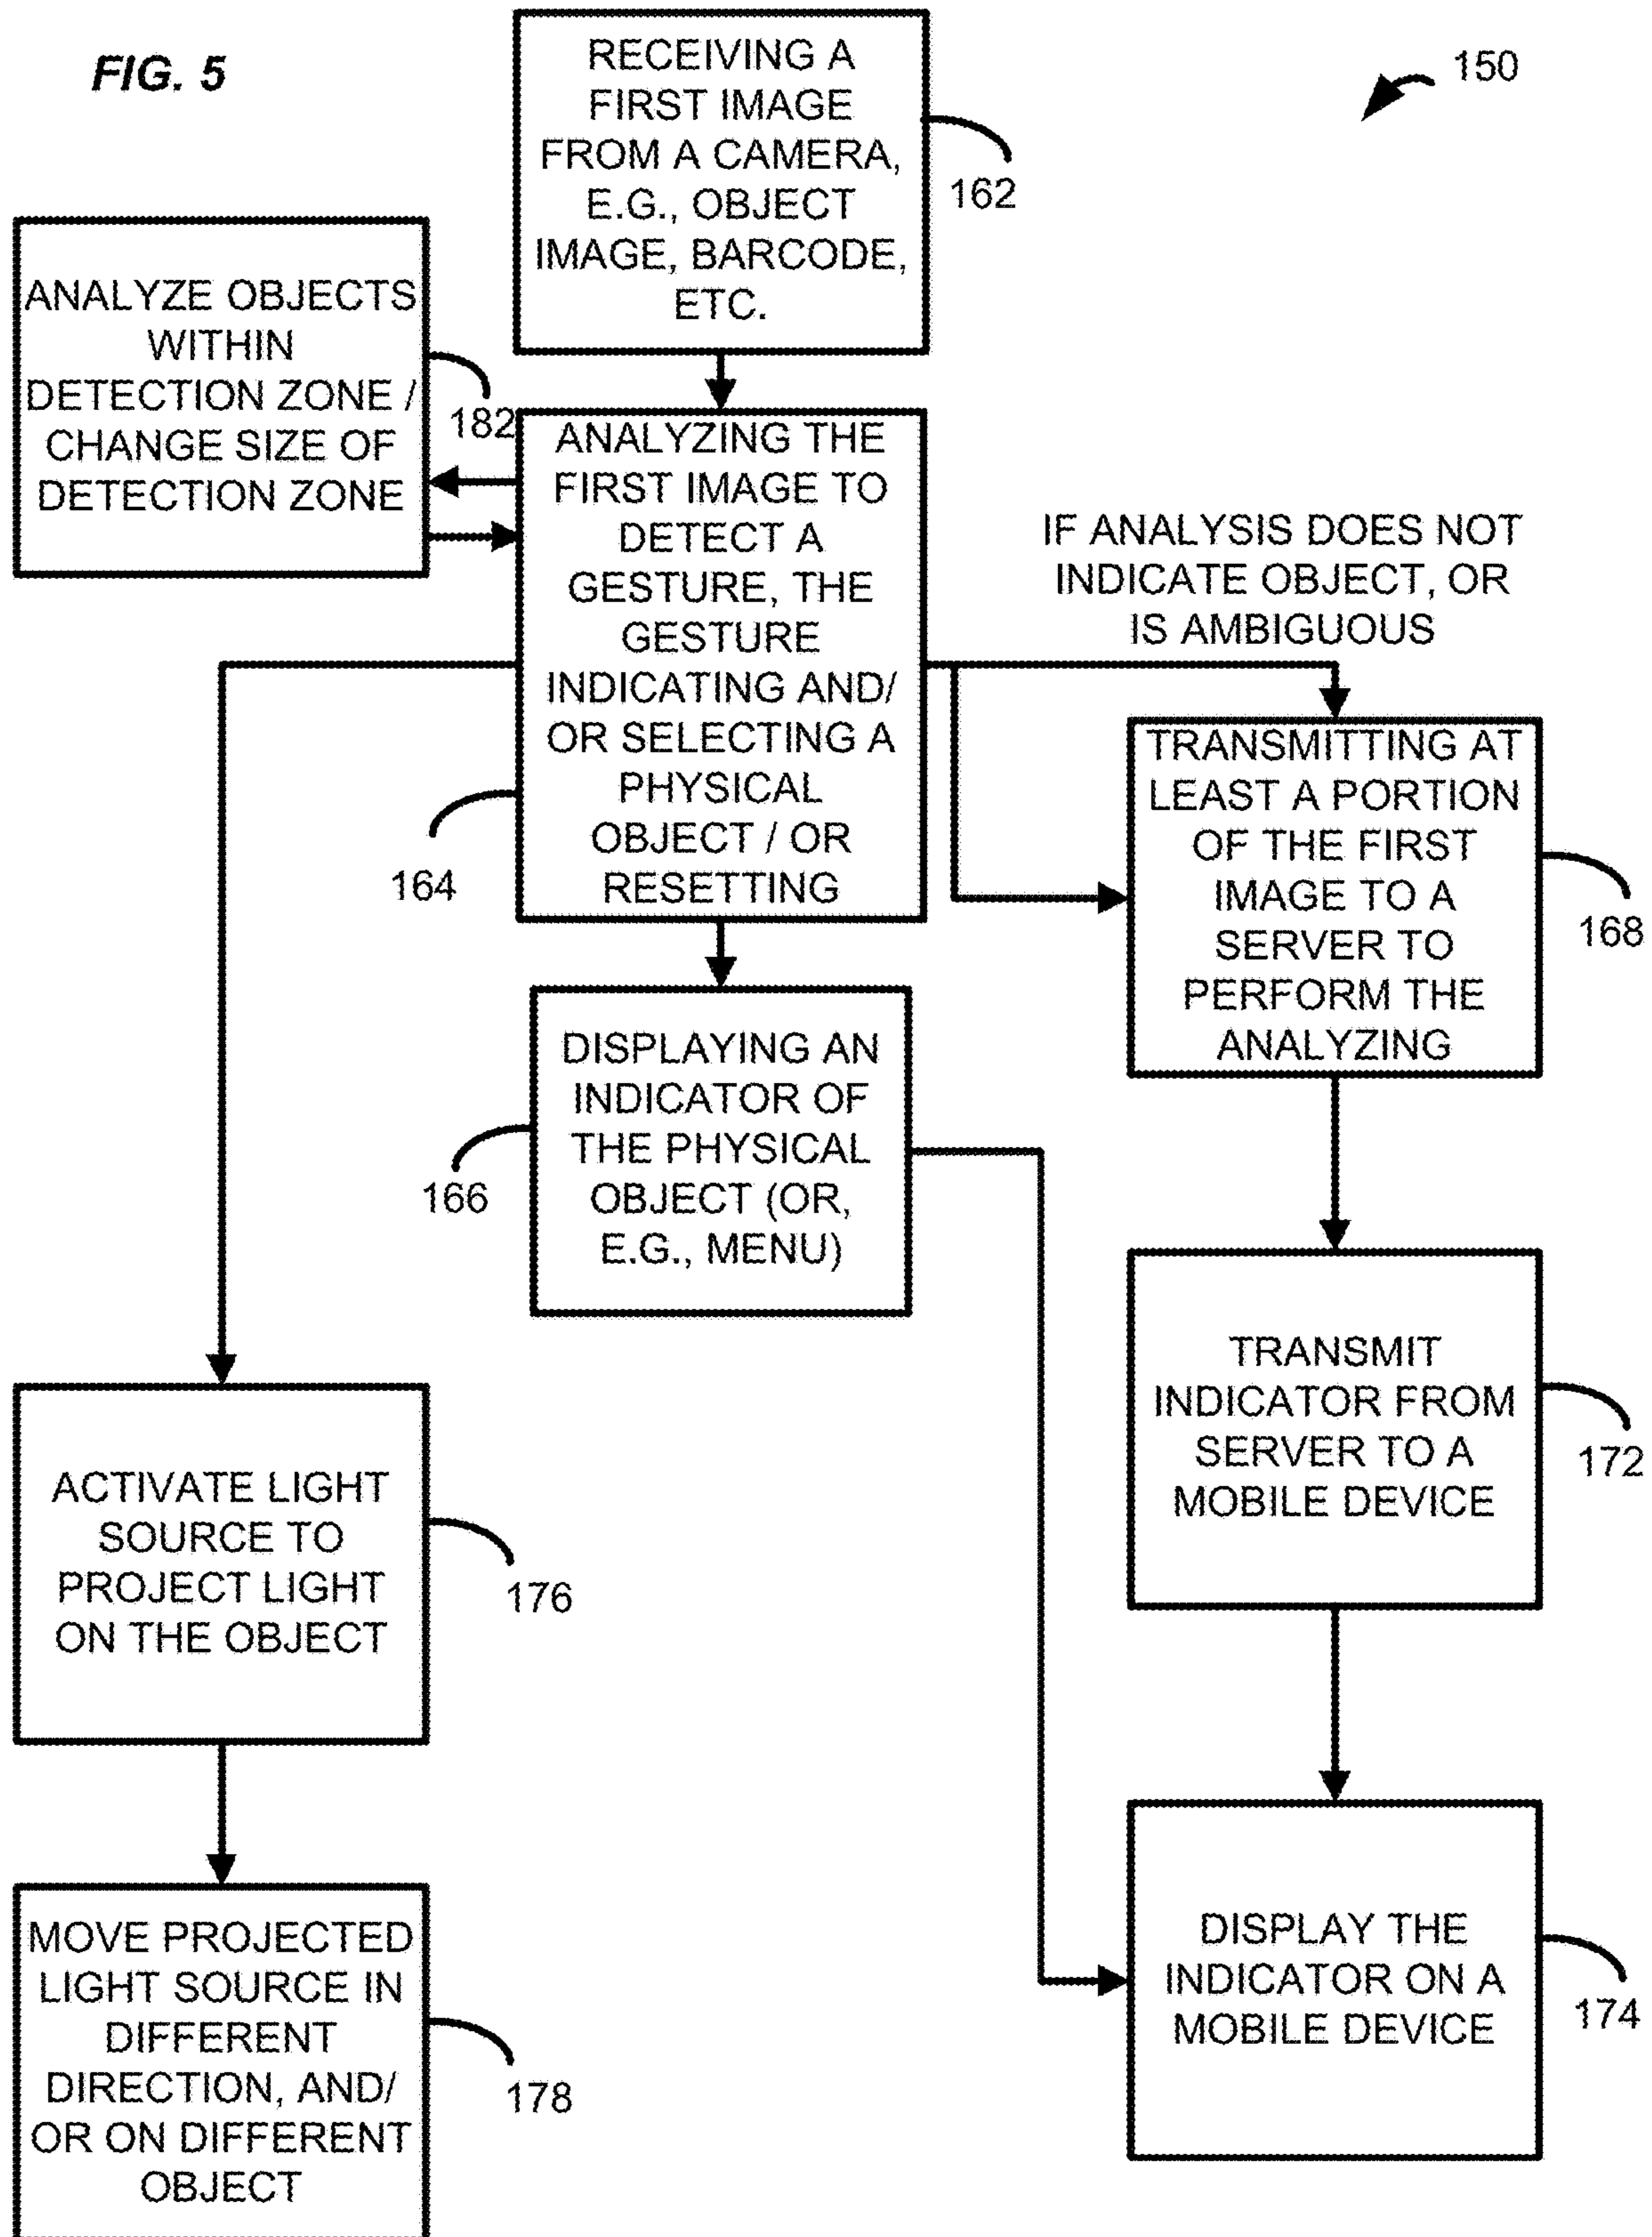 FIG. 5
150
RECEIVING A
FIRST IMAGE
FROM A CAMERA,
E.G., OBJECT
IMAGE, BARCODE,
ETC.
162
ANALYZE OBJECTS
WITHIN
DETECTION ZONE /
CHANGE SIZE OF
DETECTION ZONE
182
ANALYZING THE
FIRST IMAGE TO
DETECT A
GESTURE, THE
GESTURE
INDICATING AND/
OR SELECTING A
PHYSICAL
OBJECT / OR
RESETTING
164
IF ANALYSIS DOES NOT
INDICATE OBJECT, OR
IS AMBIGUOUS
TRANSMITTING AT
LEAST A PORTION
OF THE FIRST
IMAGE TO A
SERVER TO
PERFORM THE
ANALYZING
168
DISPLAYING AN
INDICATOR OF
THE PHYSICAL
OBJECT (OR,
E.G., MENU)
166
TRANSMIT
INDICATOR FROM
SERVER TO A
MOBILE DEVICE
172
ACTIVATE LIGHT
SOURCE TO
PROJECT LIGHT
ON THE OBJECT
176
MOVE PROJECTED
LIGHT SOURCE IN
DIFFERENT
DIRECTION, AND/
OR ON DIFFERENT
OBJECT
178
DISPLAY THE
INDICATOR ON A
MOBILE DEVICE
174